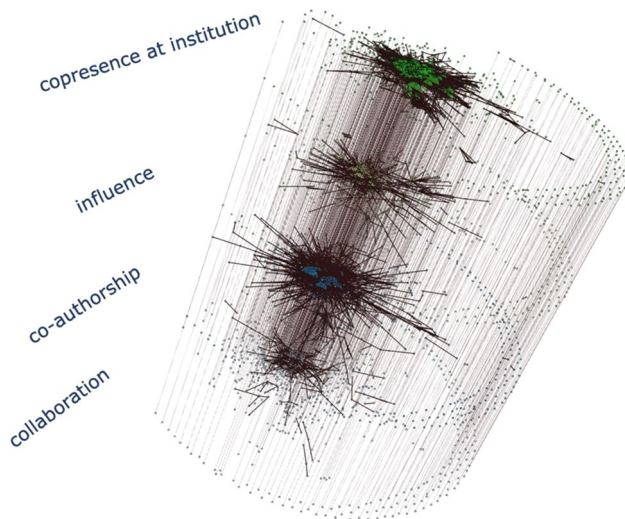 copresence at institution
influence
co-authorship
collaboration